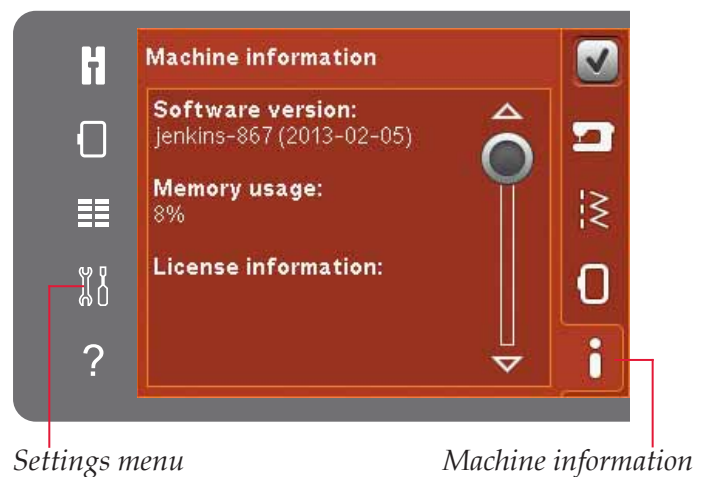 Machine information
Software version:
jenkins-867 (2013-02-05)
Memory usage:
8%
License information:
?
i
Settings menu
Machine information